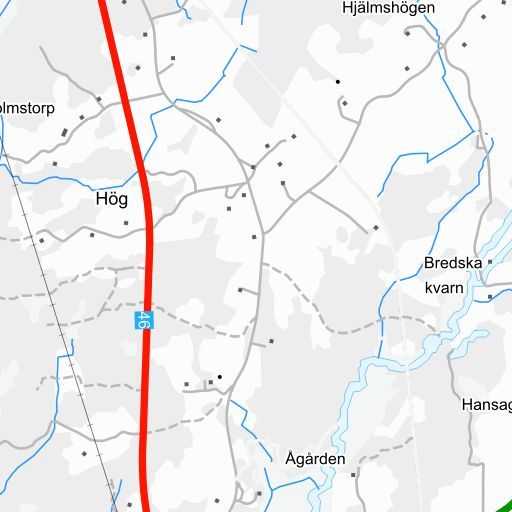 Hjälmshögen
olmstorp
Hög
Bredska
kvarn
46
Hansag
Ågården